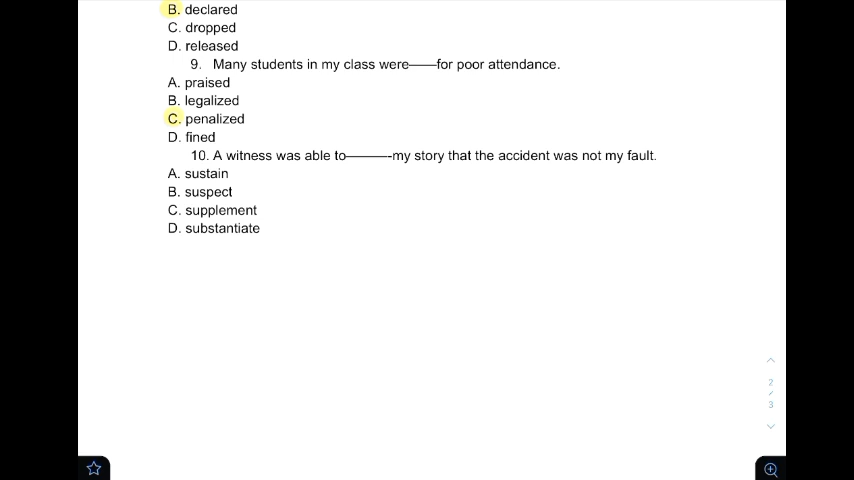 B. declared
C. dropped
D. released
9. Many students in my class were——for poor attendance.
A. praised
B. legalized
C. penalized
D. fined
10. A witness was able to———-my story that the accident was not my fault.
A. sustain
B. suspect
C. supplement
D. substantiate
2
/
3